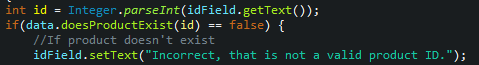 int id = Integer.parseInt(idField.getText());
if(data.doesProductExist(id) == false) {
//If product doesn't exist
idField.setText("Incorrect, that is not a valid product ID.");